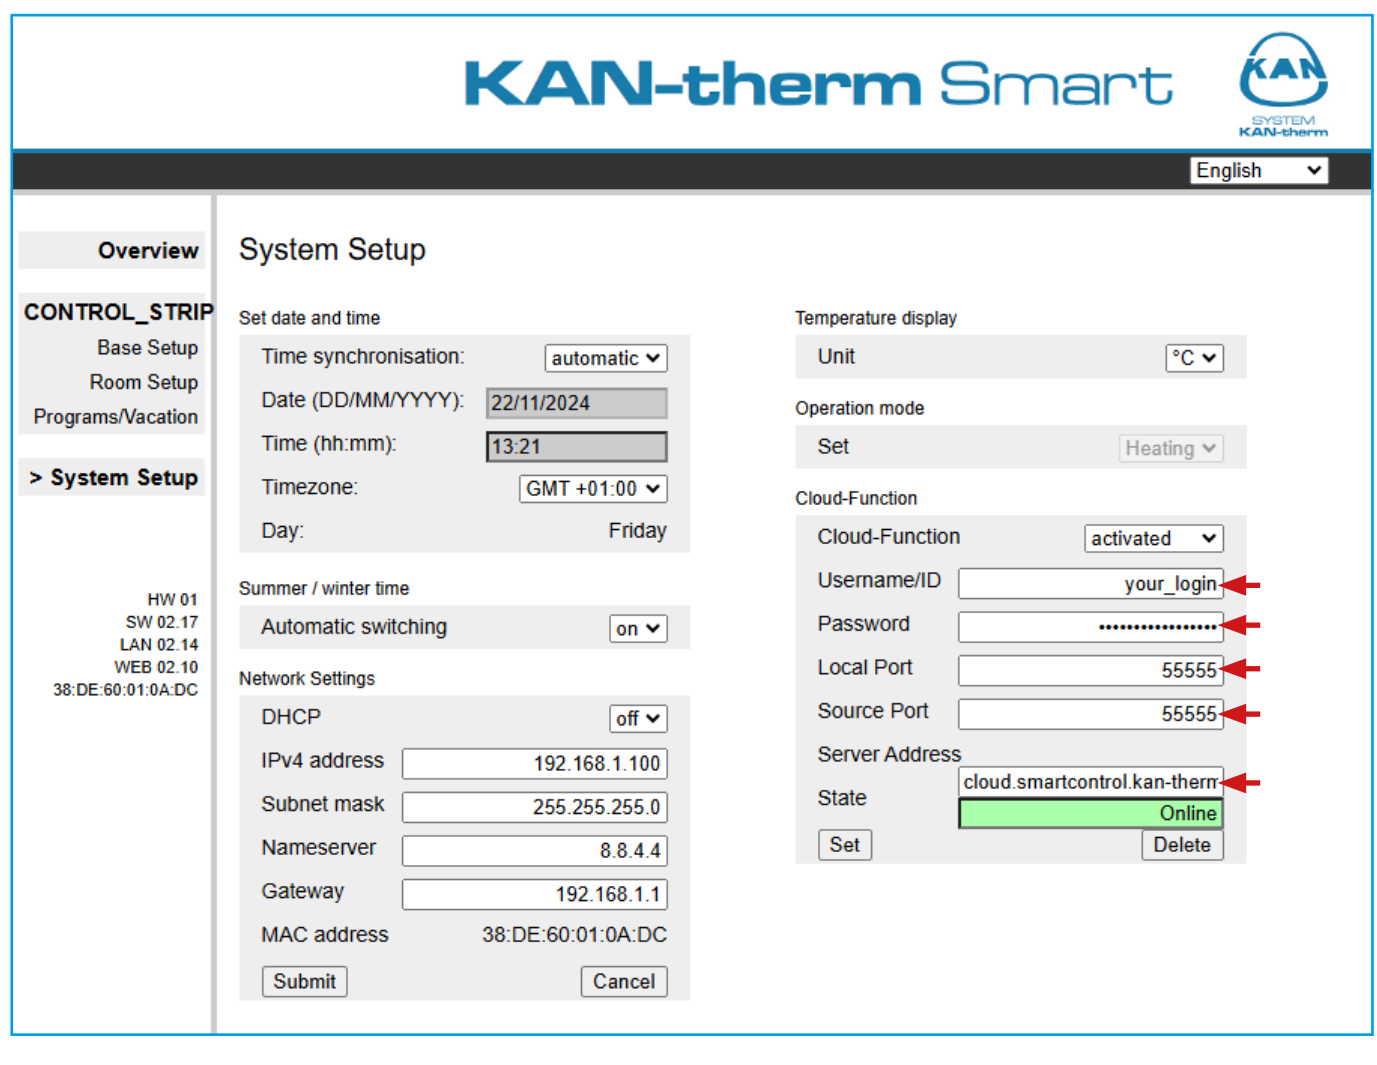 KAN-therm Smart
KAN
SYSTEM
KAN-therm
English
Overview
CONTROL_STRIP
Base Setup
Room Setup
Programs/Vacation
> System Setup
HW 01
SW 02.17
LAN 02.14
WEB 02.10
38:DE:60:01:0A:DC
System Setup
Set date and time
Time synchronisation: automatic
Date (DD/MM/YYYY): 22/11/2024
Time (hh:mm): 13:21
Timezone: GMT +01:00
Day: Friday
Summer / winter time
Automatic switching on
Network Settings
DHCP off
IPv4 address 192.168.1.100
Subnet mask 255.255.255.0
Nameserver 8.8.4.4
Gateway 192.168.1.1
MAC address 38:DE:60:01:0A:DC
Submit Cancel
Temperature display
Unit °C
Operation mode
Set Heating
Cloud-Function
Cloud-Function activated
Username/ID your_login
Password •••••••••••••••••
Local Port 55555
Source Port 55555
Server Address
cloud.smartcontrol.kan-therm
State Online
Set Delete